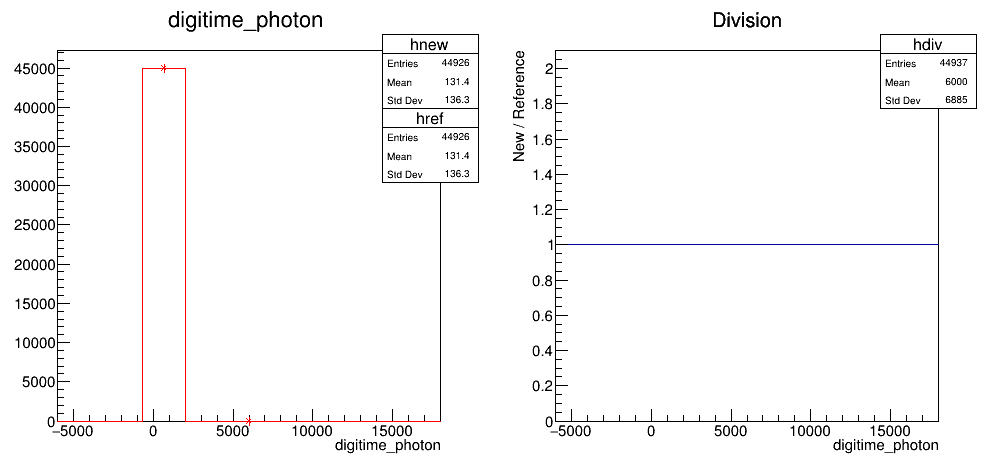 digitime_photon
hnew
Entries 44926
Mean 131.4
Std Dev 136.3
href
Entries 44926
Mean 131.4
Std Dev 136.3
45000
40000
35000
30000
25000
20000
15000
10000
5000
0
−5000 0 5000 10000 15000
digitime_photon
Division
hdiv
Entries 44937
Mean 6000
Std Dev 6885
New / Reference
2
1.8
1.6
1.4
1.2
1
0.8
0.6
0.4
0.2
0
−5000 0 5000 10000 15000
digitime_photon